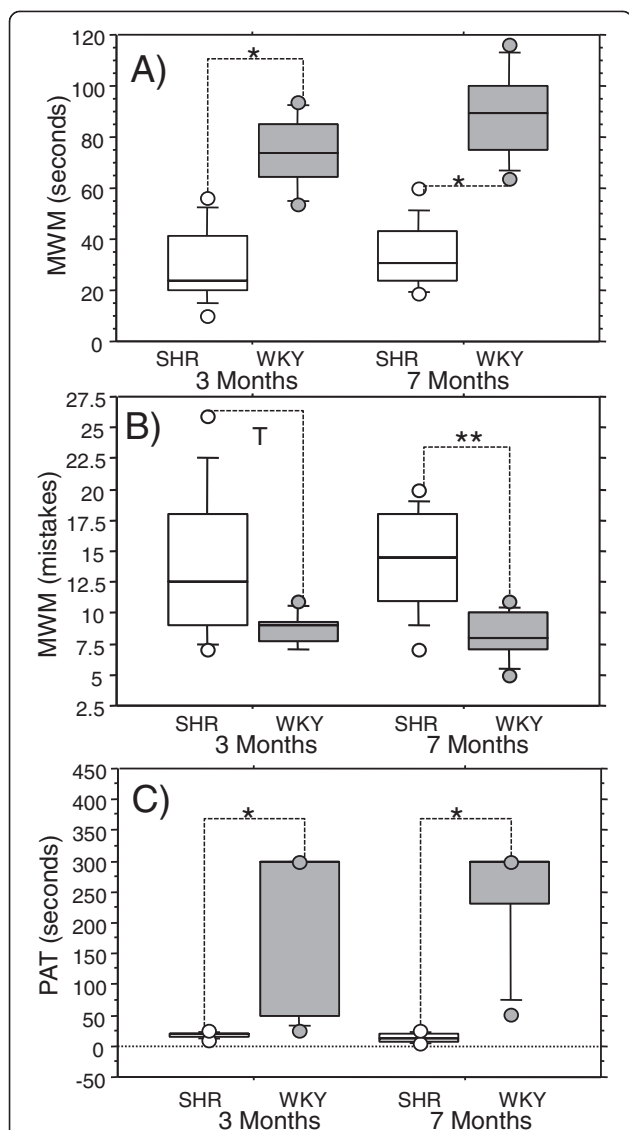 A)
MWM (seconds)
120
100
80
60
40
20
0
*
*
SHR WKY SHR WKY
3 Months 7 Months
B)
MWM (mistakes)
27.5
25
22.5
20
17.5
15
12.5
10
7.5
5
2.5
T
**
SHR WKY SHR WKY
3 Months 7 Months
C)
PAT (seconds)
450
400
350
300
250
200
150
100
50
0
-50
*
*
SHR WKY SHR WKY
3 Months 7 Months